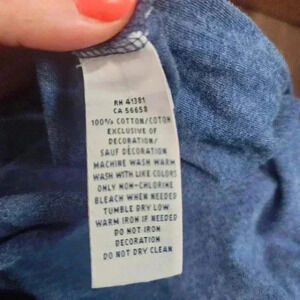 RN 41381
CA 56658
100% COTTON/COTON
EXCLUSIVE OF
DECORATION/
SAUF DÉCORATION
MACHINE WASH WARM
WASH WITH LIKE COLORS
ONLY NON-CHLORINE
BLEACH WHEN NEEDED
TUMBLE DRY LOW
WARM IRON IF NEEDED
DO NOT IRON
DECORATION
DO NOT DRY CLEAN